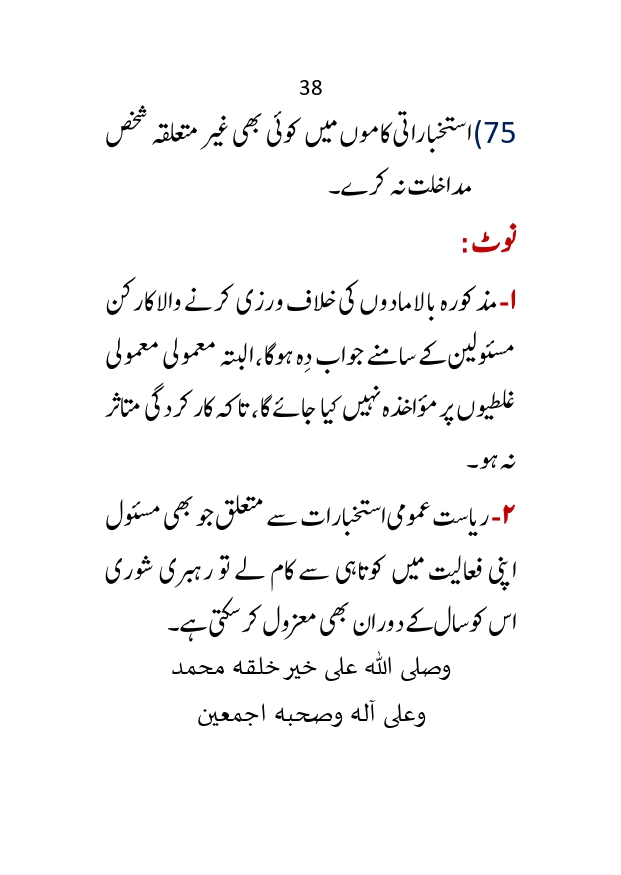 38
75) استخباراتی کاموں میں کوئی بھی غیر متعلقہ شخص
مداخلت نہ کرے۔
نوٹ :
۱- مذکورہ بالا مادوں کی خلاف ورزی کرنے والا کارکن
مسئولین کے سامنے جواب دِہ ہوگا، البتہ معمولی معمولی
غلطیوں پر مؤاخذہ نہیں کیا جائے گا، تاکہ کارکردگی متاثر
نہ ہو۔
۲- ریاست عمومی استخبارات سے متعلق جو بھی مسئول
اپنی فعالیت میں کوتاہی سے کام لے تو رہبری شوری
اس کو سال کے دوران بھی معزول کر سکتی ہے۔
وصلی الله علی خیر خلقه محمد
وعلی آله وصحبه اجمعین